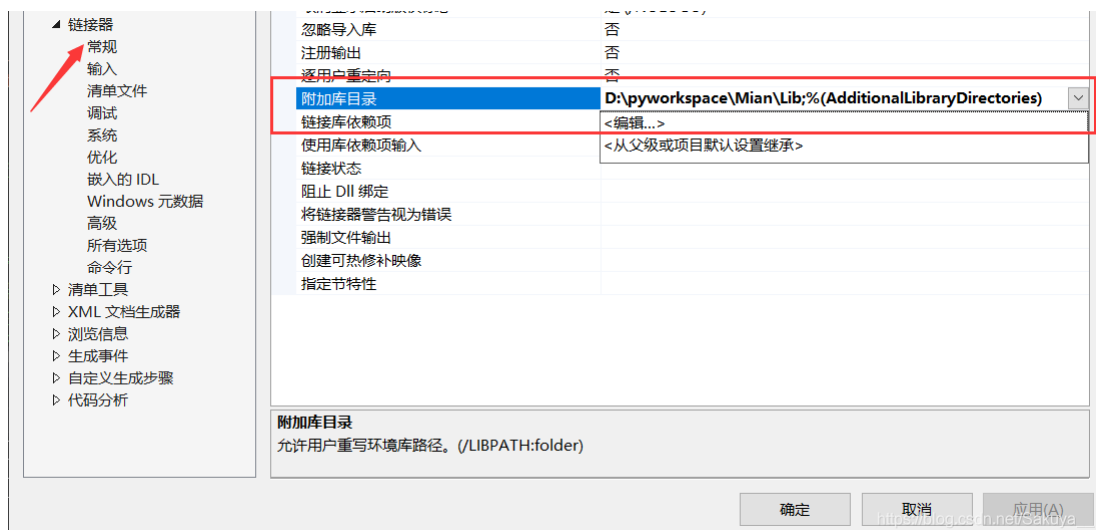 链接器
常规
输入
清单文件
调试
系统
优化
嵌入的 IDL
Windows 元数据
高级
所有选项
命令行
清单工具
XML 文档生成器
浏览信息
生成事件
自定义生成步骤
代码分析
忽略导入库 否
注册输出 否
逐用户重定向 否
附加库目录 D:\pyworkspace\Mian\Lib;%(AdditionalLibraryDirectories)
链接库依赖项 <编辑...>
使用库依赖项输入 <从父级或项目默认设置继承>
链接状态
阻止 Dll 绑定
将链接器警告视为错误
强制文件输出
创建可热修补映像
指定节特性
附加库目录
允许用户重写环境库路径。(/LIBPATH:folder)
确定 取消 应用(A)
https://blog.csdn.net/Sakuya_